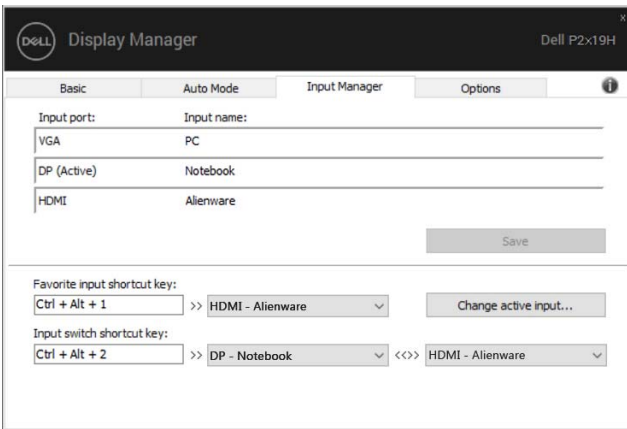 x
DELL Display Manager Dell P2x19H
Basic Auto Mode Input Manager Options i
Input port: Input name:
VGA PC
DP (Active) Notebook
HDMI Alienware
Save
Favorite input shortcut key:
Ctrl + Alt + 1 >> HDMI - Alienware Change active input...
Input switch shortcut key:
Ctrl + Alt + 2 >> DP - Notebook <<>> HDMI - Alienware